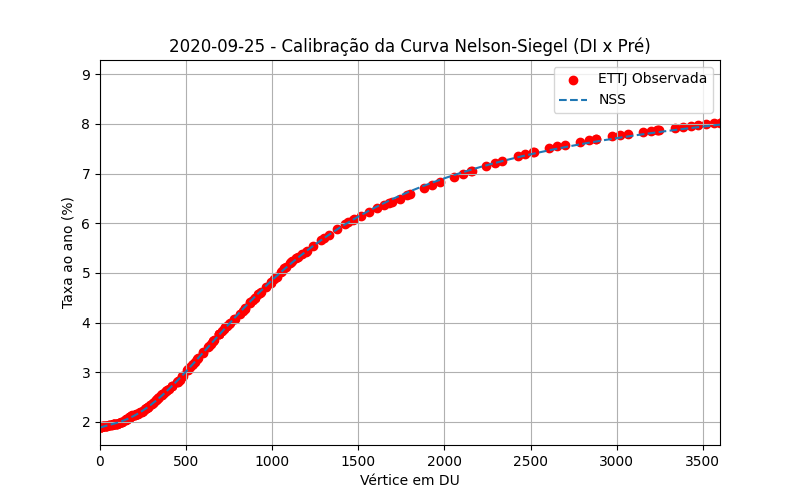 2020-09-25 - Calibração da Curva Nelson-Siegel (DI x Pré)
ETTJ Observada
NSS
Taxa ao ano (%)
9
8
7
6
5
4
3
2
0 500 1000 1500 2000 2500 3000 3500
Vértice em DU